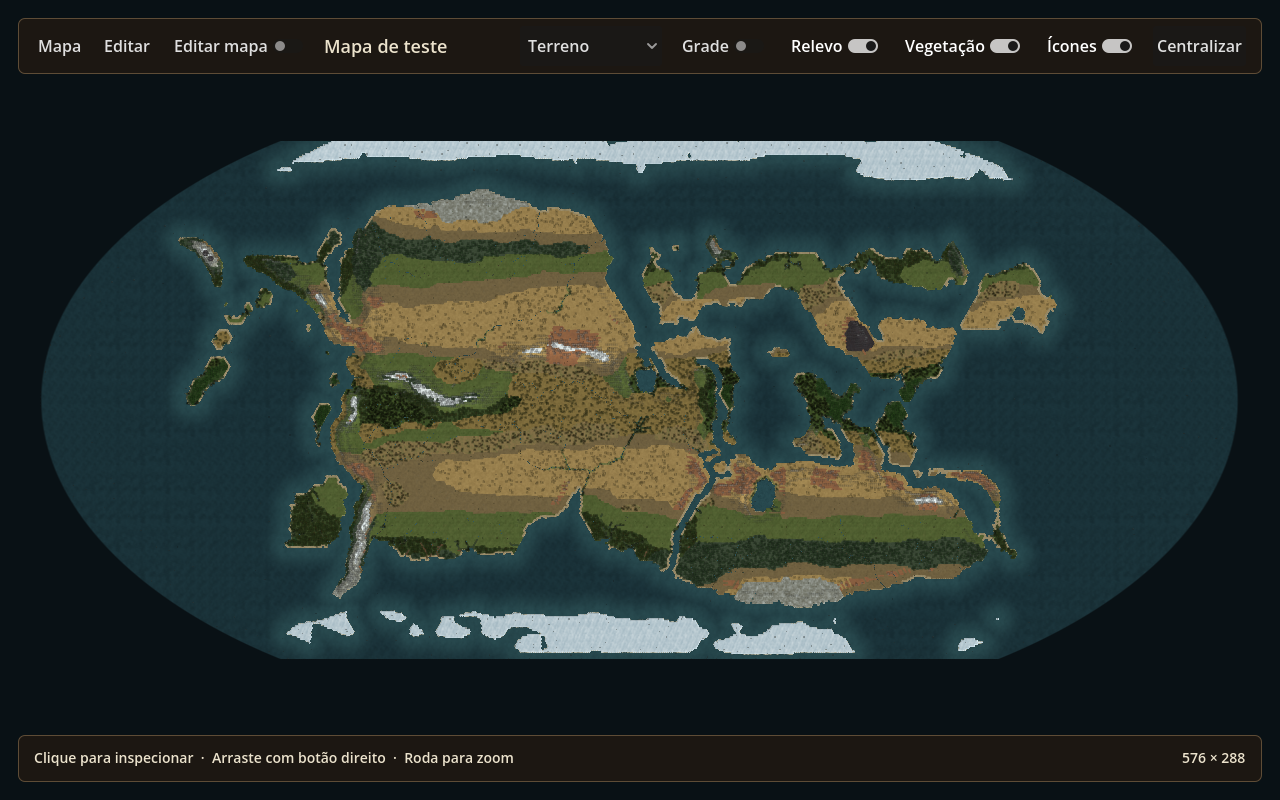 Mapa Editar Editar mapa Mapa de teste Terreno Grade Relevo Vegetação Ícones Centralizar
Clique para inspecionar · Arraste com botão direito · Roda para zoom 576 × 288